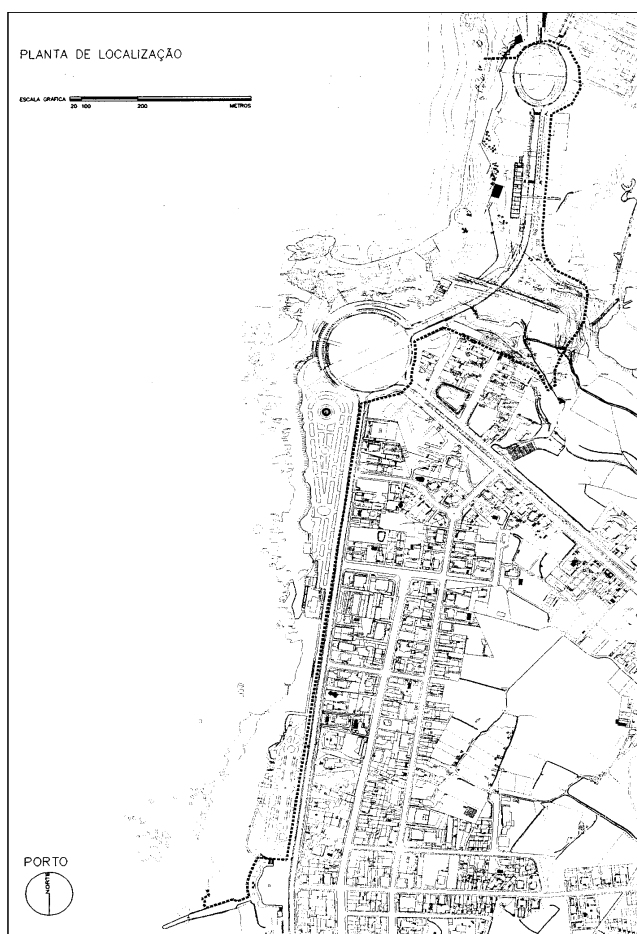 PLANTA DE LOCALIZAÇÃO
ESCALA GRAFICA 20 100 200 METROS
PORTO
NORTE